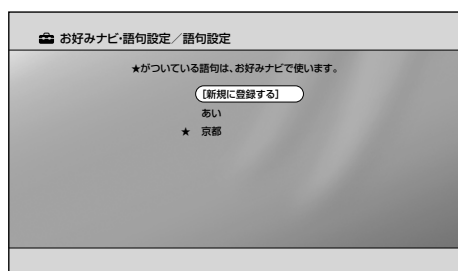 お好みナビ・語句設定／語句設定
★がついている語句は、お好みナビで使います。
[新規に登録する]
あい
★ 京都